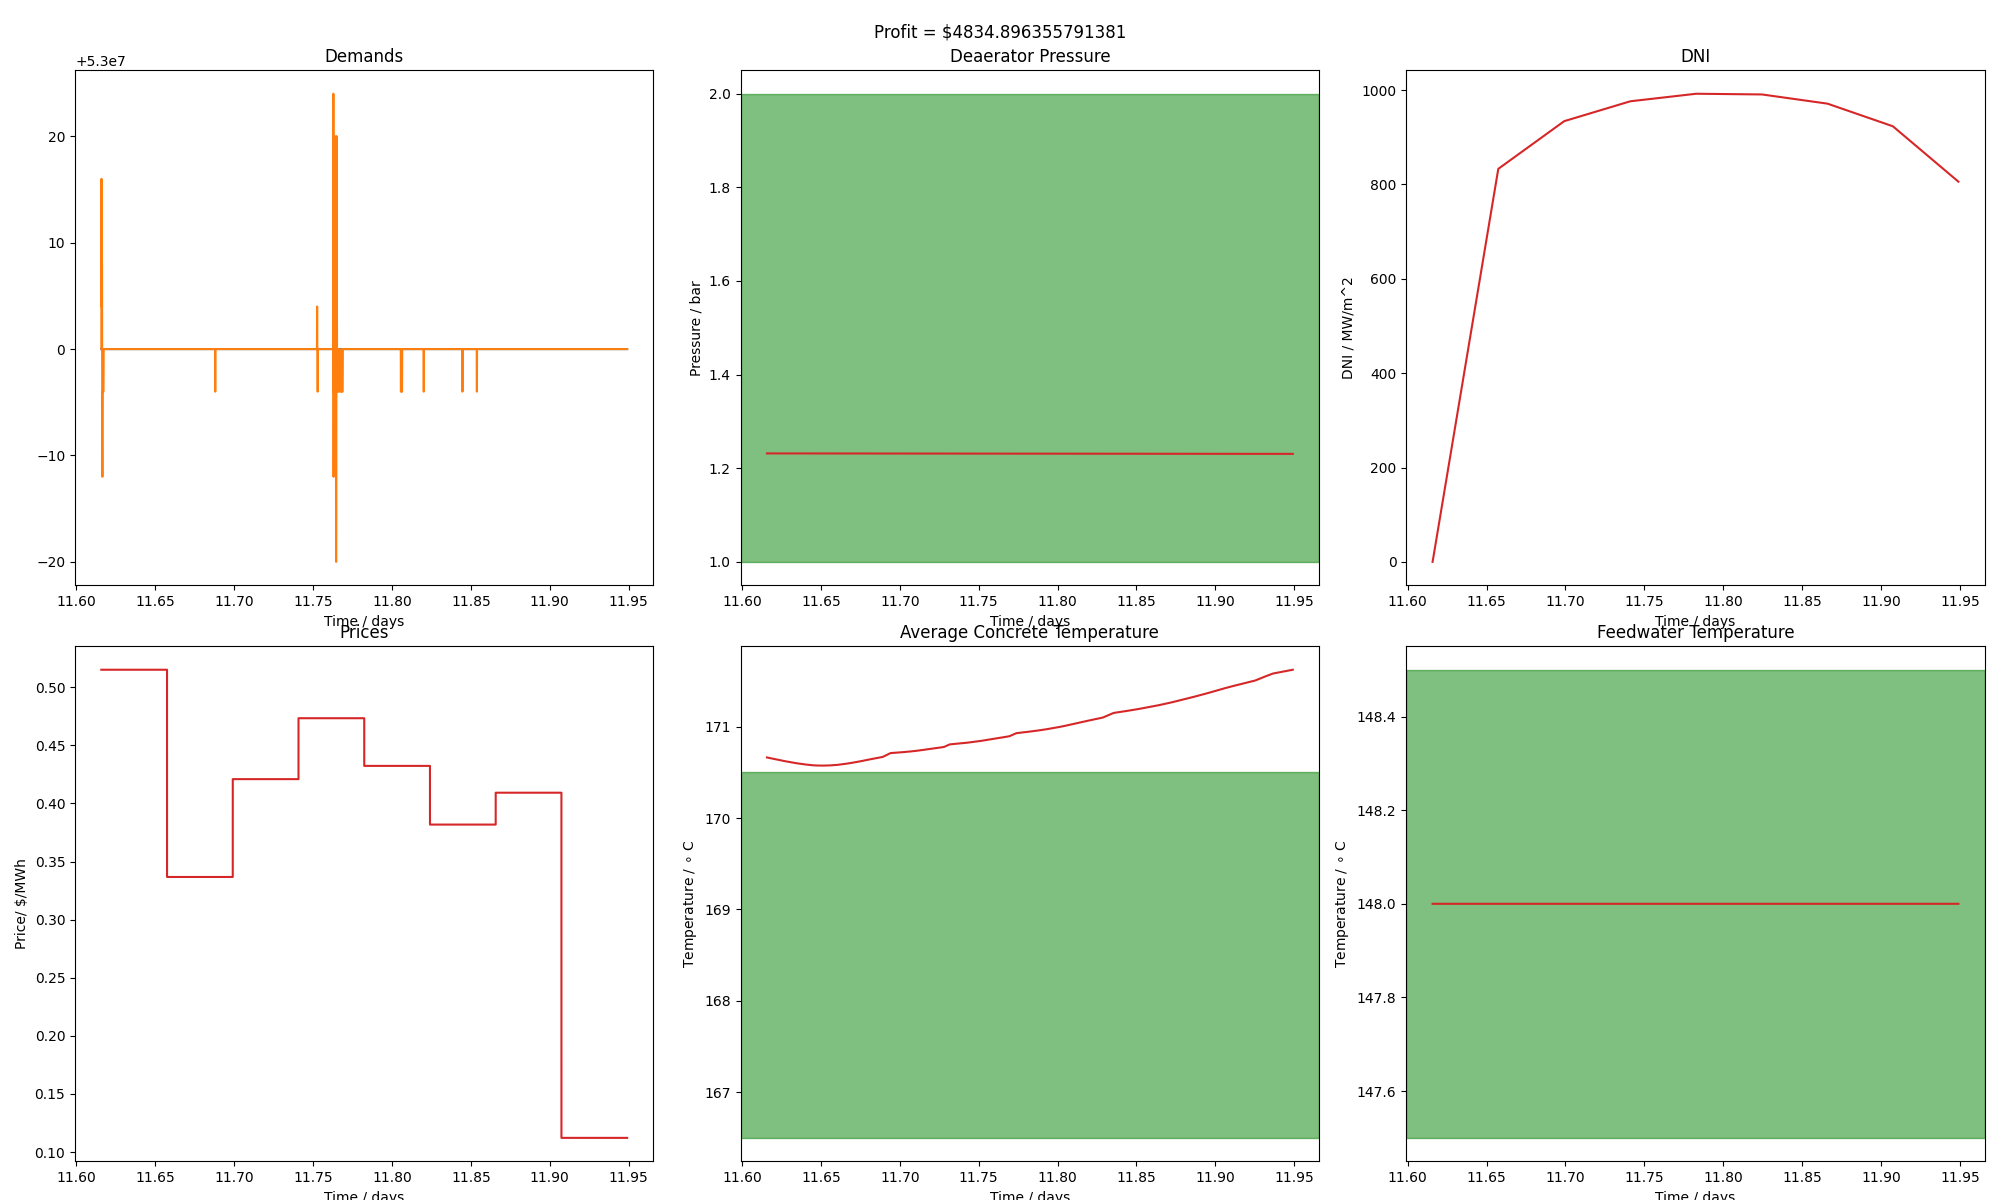 Profit = $4834.896355791381
Demands
+5.3e7
20
10
0
−10
−20
11.60 11.65 11.70 11.75 11.80 11.85 11.90 11.95
Time / days
Deaerator Pressure
Pressure / bar
2.0
1.8
1.6
1.4
1.2
1.0
11.60 11.65 11.70 11.75 11.80 11.85 11.90 11.95
Time / days
DNI
DNI / MW/m^2
1000
800
600
400
200
0
11.60 11.65 11.70 11.75 11.80 11.85 11.90 11.95
Time / days
Prices
Price/ $/MWh
0.50
0.45
0.40
0.35
0.30
0.25
0.20
0.15
0.10
11.60 11.65 11.70 11.75 11.80 11.85 11.90 11.95
Time / days
Average Concrete Temperature
Temperature / ∘ C
171
170
169
168
167
11.60 11.65 11.70 11.75 11.80 11.85 11.90 11.95
Time / days
Feedwater Temperature
Temperature / ∘ C
148.4
148.2
148.0
147.8
147.6
11.60 11.65 11.70 11.75 11.80 11.85 11.90 11.95
Time / days